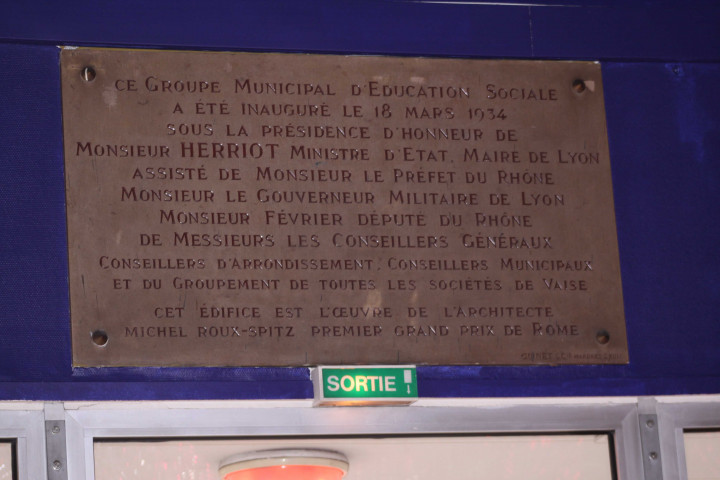 CE GROUPE MUNICIPAL D'EDUCATION SOCIALE
A ÉTÉ INAUGURÉ LE 18 MARS 1934
SOUS LA PRÉSIDENCE D'HONNEUR DE
MONSIEUR HERRIOT MINISTRE D'ETAT, MAIRE DE LYON
ASSISTÉ DE MONSIEUR LE PRÉFET DU RHÔNE
MONSIEUR LE GOUVERNEUR MILITAIRE DE LYON
MONSIEUR FÉVRIER DÉPUTÉ DU RHÔNE
DE MESSIEURS LES CONSEILLERS GÉNÉRAUX
CONSEILLERS D'ARRONDISSEMENT, CONSEILLERS MUNICIPAUX
ET DU GROUPEMENT DE TOUTES LES SOCIÉTÉS DE VAISE
CET ÉDIFICE EST L'ŒUVRE DE L'ARCHITECTE
MICHEL ROUX-SPITZ PREMIER GRAND PRIX DE ROME
SORTIE